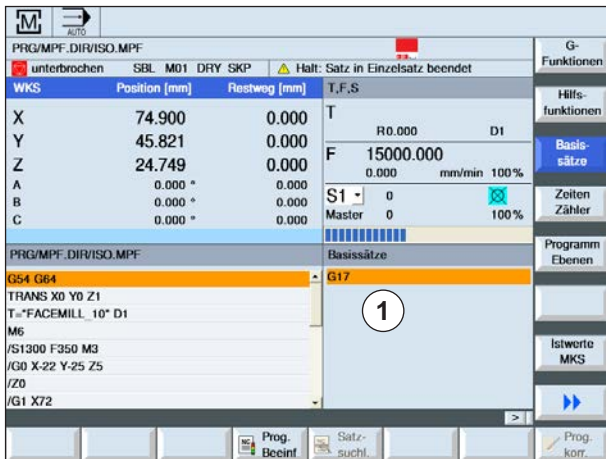 M
AUTO
PRG/MPF.DIR/ISO.MPF
unterbrochen SBL M01 DRY SKP Halt: Satz in Einzelsatz beendet
WKS Position [mm] Restweg [mm] T,F,S
X 74.900 0.000
Y 45.821 0.000
Z 24.749 0.000
A 0.000 ° 0.000
B 0.000 ° 0.000
C 0.000 ° 0.000
T
R0.000 D1
F 15000.000
0.000 mm/min 100%
S1 0
Master 0 100%
PRG/MPF.DIR/ISO.MPF
G54 G64
TRANS X0 Y0 Z1
T="FACEMILL_10" D1
M6
/S1300 F350 M3
/G0 X-22 Y-25 Z5
/Z0
/G1 X72
Basissätze
G17
1
G-
Funktionen
Hilfs-
funktionen
Basis-
sätze
Zeiten
Zähler
Programm
Ebenen
Istwerte
MKS
>
NC
Prog.
Beeinf
Satz-
suchl.
Prog.
korr.